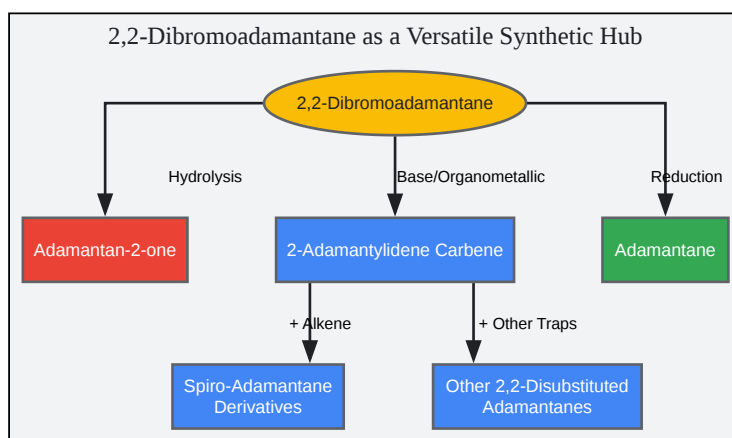 2,2-Dibromoadamantane as a Versatile Synthetic Hub
2,2-Dibromoadamantane
Hydrolysis
Base/Organometallic
Reduction
Adamantan-2-one
2-Adamantylidene Carbene
Adamantane
+ Alkene
+ Other Traps
Spiro-Adamantane
Derivatives
Other 2,2-Disubstituted
Adamantanes